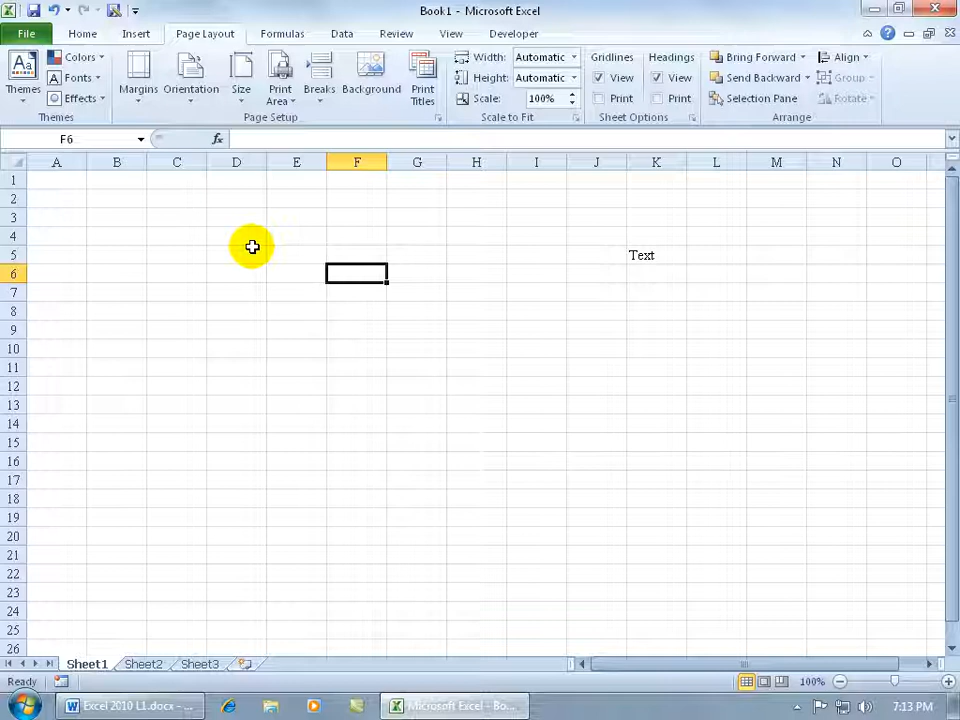 Book1 - Microsoft Excel
File Home Insert Page Layout Formulas Data Review View Developer
Themes Colors Fonts Effects Margins Orientation Size Print Area Breaks Background Print Titles Width: Automatic Height: Automatic Scale: 100% Gridlines View Print Headings View Print Bring Forward Send Backward Selection Pane Align Group Rotate
Themes Page Setup Scale to Fit Sheet Options Arrange
F6 fx
A B C D E F G H I J K L M N O
1
2
3
4
5 Text
6
7
8
9
10
11
12
13
14
15
16
17
18
19
20
21
22
23
24
25
26
Sheet1 Sheet2 Sheet3
Ready 100%
Excel 2010 L1.docx - ... Microsoft Excel - Bo... 7:13 PM